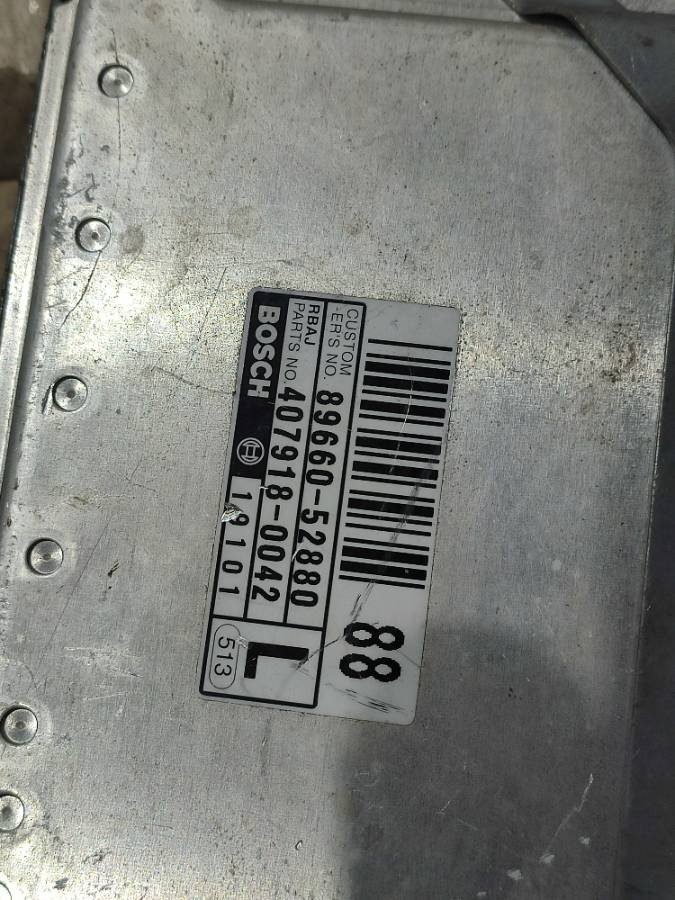 88
CUSTOM
-ER'S NO. 89660-52880
RBAJ
PARTS NO. 407918-0042
BOSCH 19101
L
513